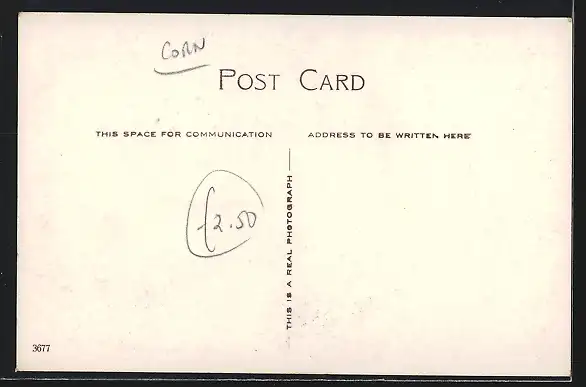 CORN
POST CARD
THIS SPACE FOR COMMUNICATION
ADDRESS TO BE WRITTEN HERE
THIS IS A REAL PHOTOGRAPH
£2.50
3677